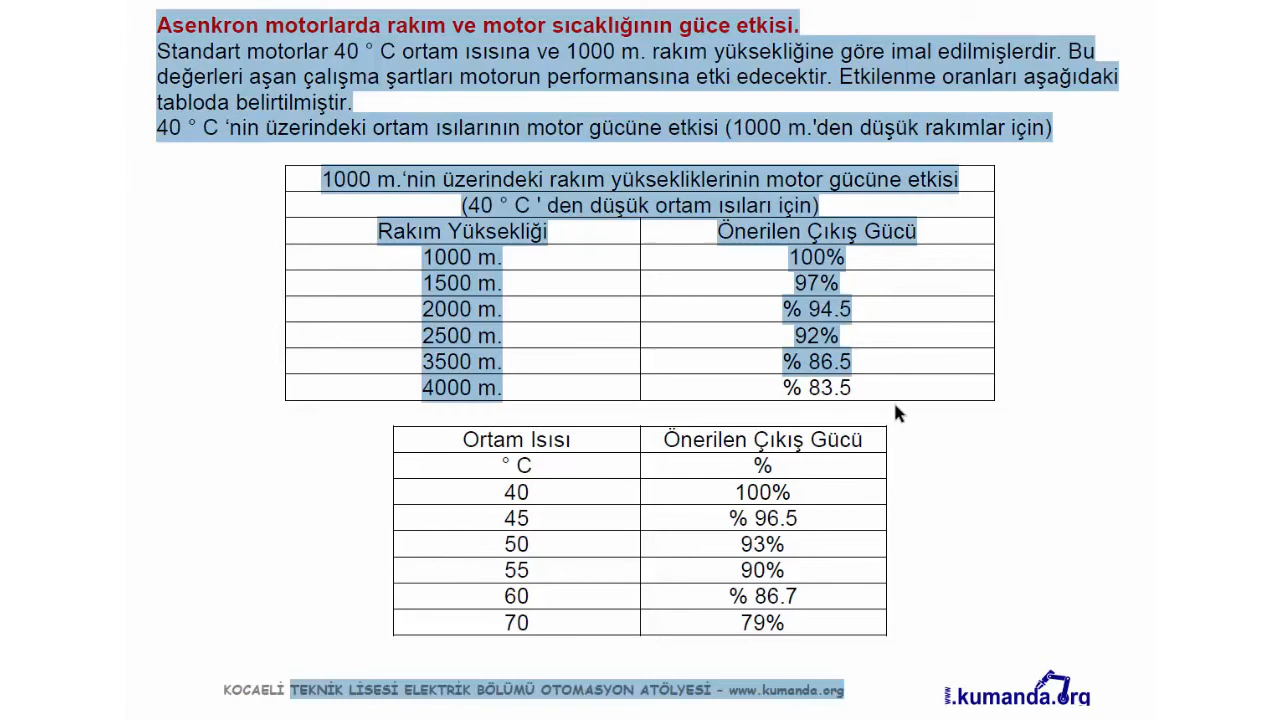 Asenkron motorlarda rakım ve motor sıcaklığının güce etkisi.
Standart motorlar 40 ° C ortam ısısına ve 1000 m. rakım yüksekliğine göre imal edilmişlerdir. Bu
değerleri aşan çalışma şartları motorun performansına etki edecektir. Etkilenme oranları aşağıdaki
tabloda belirtilmiştir.
40 ° C ‘nin üzerindeki ortam ısılarının motor gücüne etkisi (1000 m.'den düşük rakımlar için)
1000 m.‘nin üzerindeki rakım yüksekliklerinin motor gücüne etkisi
(40 ° C ' den düşük ortam ısıları için)
Rakım Yüksekliği Önerilen Çıkış Gücü
1000 m. 100%
1500 m. 97%
2000 m. % 94.5
2500 m. 92%
3500 m. % 86.5
4000 m. % 83.5
Ortam Isısı Önerilen Çıkış Gücü
° C %
40 100%
45 % 96.5
50 93%
55 90%
60 % 86.7
70 79%
KOCAELİ TEKNİK LİSESİ ELEKTRİK BÖLÜMÜ OTOMASYON ATÖLYESİ - www.kumanda.org
www.kumanda.org